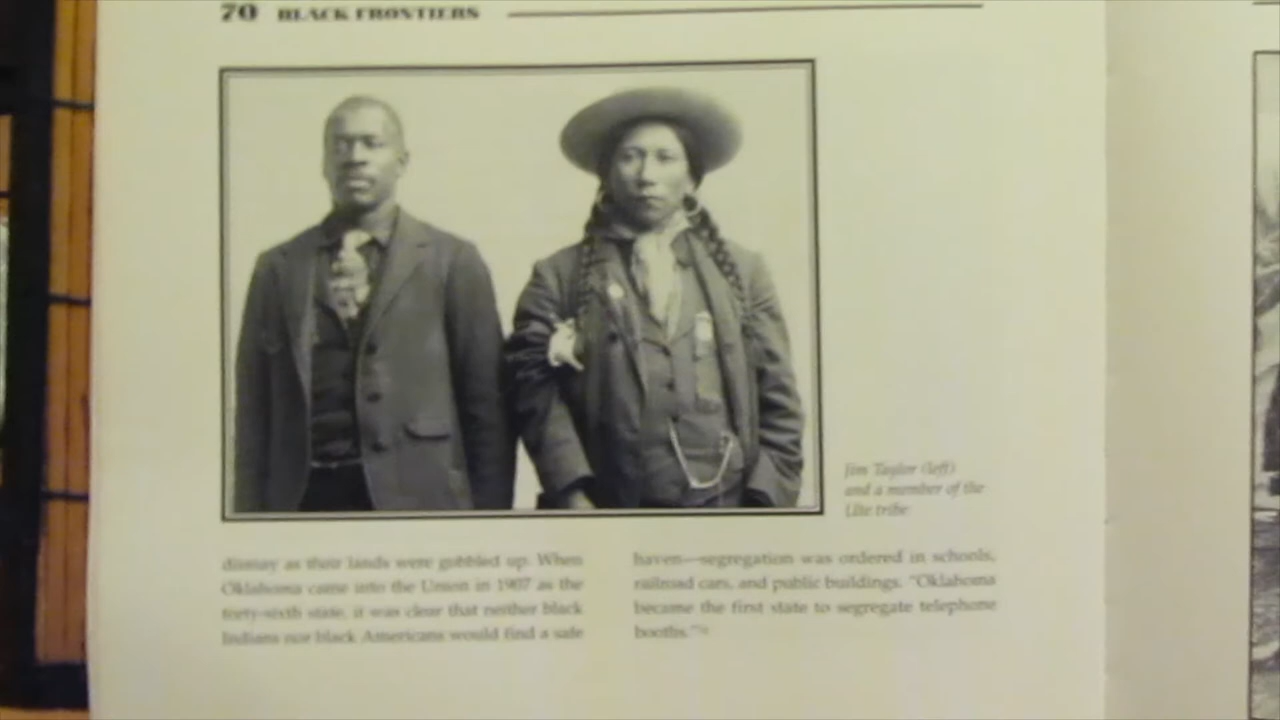 70 BLACK FRONTIERS
Jim Taylor (left)
and a member of the
Ute tribe
dismay as their lands were gobbled up. When
Oklahoma came into the Union in 1907 as the
forty-sixth state, it was clear that neither black
Indians nor black Americans would find a safe
haven—segregation was ordered in schools,
railroad cars, and public buildings. "Oklahoma
became the first state to segregate telephone
booths."